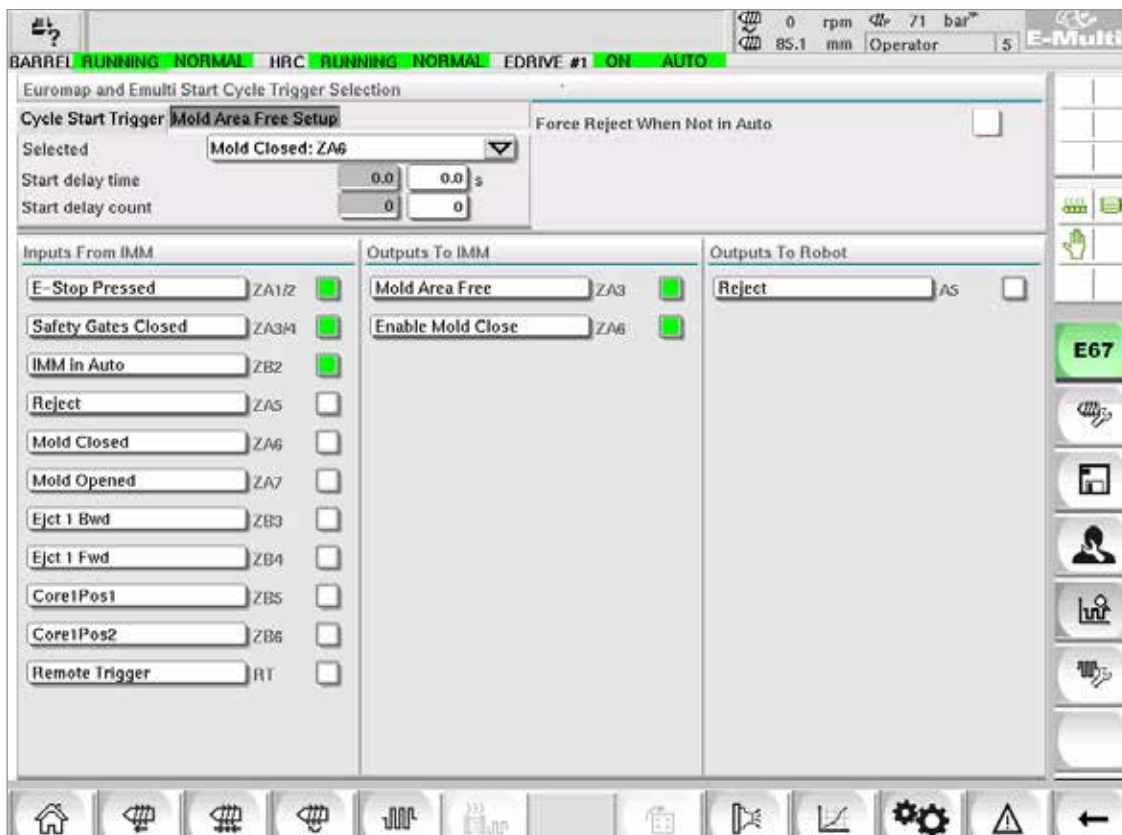 0 rpm 71 bar
85.1 mm Operator 5 E-Multi
BARREL RUNNING NORMAL HRC RUNNING NORMAL EDRIVE #1 ON AUTO
Euromap and Emulti Start Cycle Trigger Selection
Cycle Start Trigger Mold Area Free Setup
Force Reject When Not in Auto
Selected Mold Closed: ZA6
Start delay time 0.0 0.0 s
Start delay count 0 0
Inputs From IMM Outputs To IMM Outputs To Robot
E-Stop Pressed ZA1/2 Mold Area Free ZA3 Reject A5
Safety Gates Closed ZA3/4 Enable Mold Close ZA6
IMM in Auto ZB2
E67
Reject ZA5
Mold Closed ZA6
Mold Opened ZA7
Ejct 1 Bwd ZB3
Ejct 1 Fwd ZB4
Core1Pos1 ZB5
Core1Pos2 ZB6
Remote Trigger RT